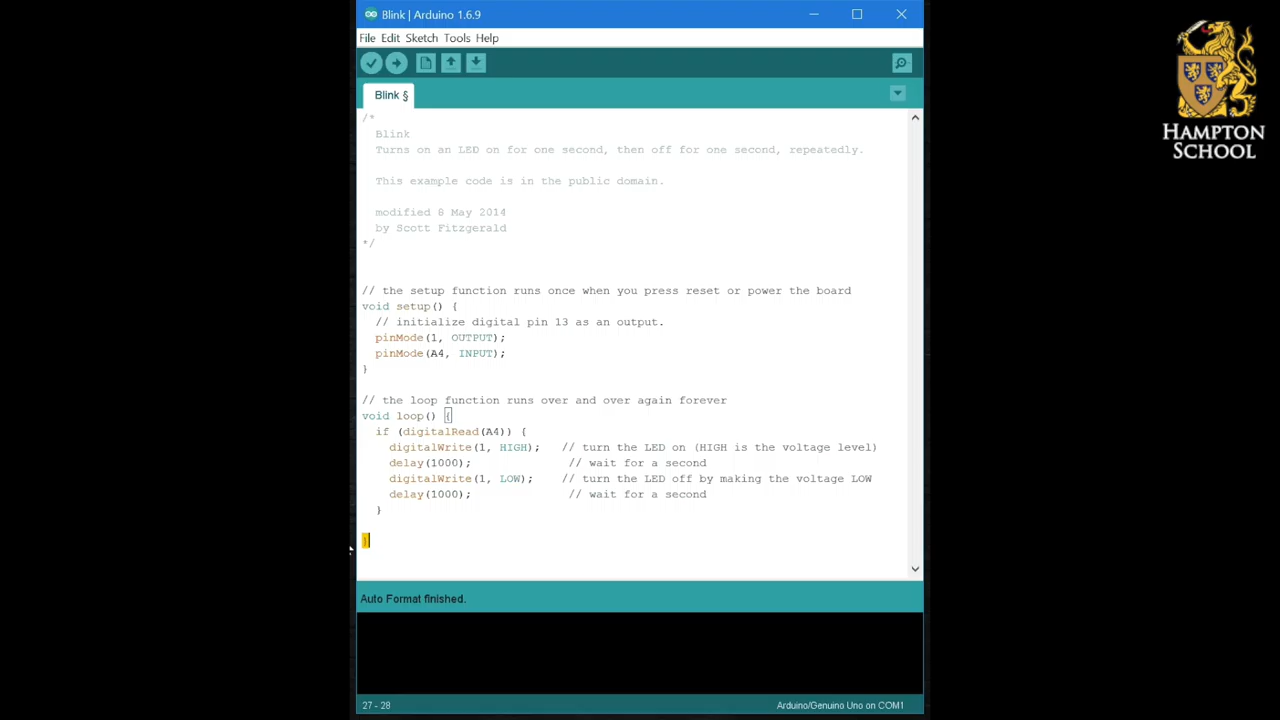 Blink | Arduino 1.6.9
File Edit Sketch Tools Help
Blink §
/*
Blink
Turns on an LED on for one second, then off for one second, repeatedly.
This example code is in the public domain.
modified 8 May 2014
by Scott Fitzgerald
*/
// the setup function runs once when you press reset or power the board
void setup() {
// initialize digital pin 13 as an output.
pinMode(1, OUTPUT);
pinMode(A4, INPUT);
}
// the loop function runs over and over again forever
void loop() {
if (digitalRead(A4)) {
digitalWrite(1, HIGH);   // turn the LED on (HIGH is the voltage level)
delay(1000);              // wait for a second
digitalWrite(1, LOW);    // turn the LED off by making the voltage LOW
delay(1000);              // wait for a second
}
}
Auto Format finished.
27 - 28
Arduino/Genuino Uno on COM1
HAMPTON
SCHOOL